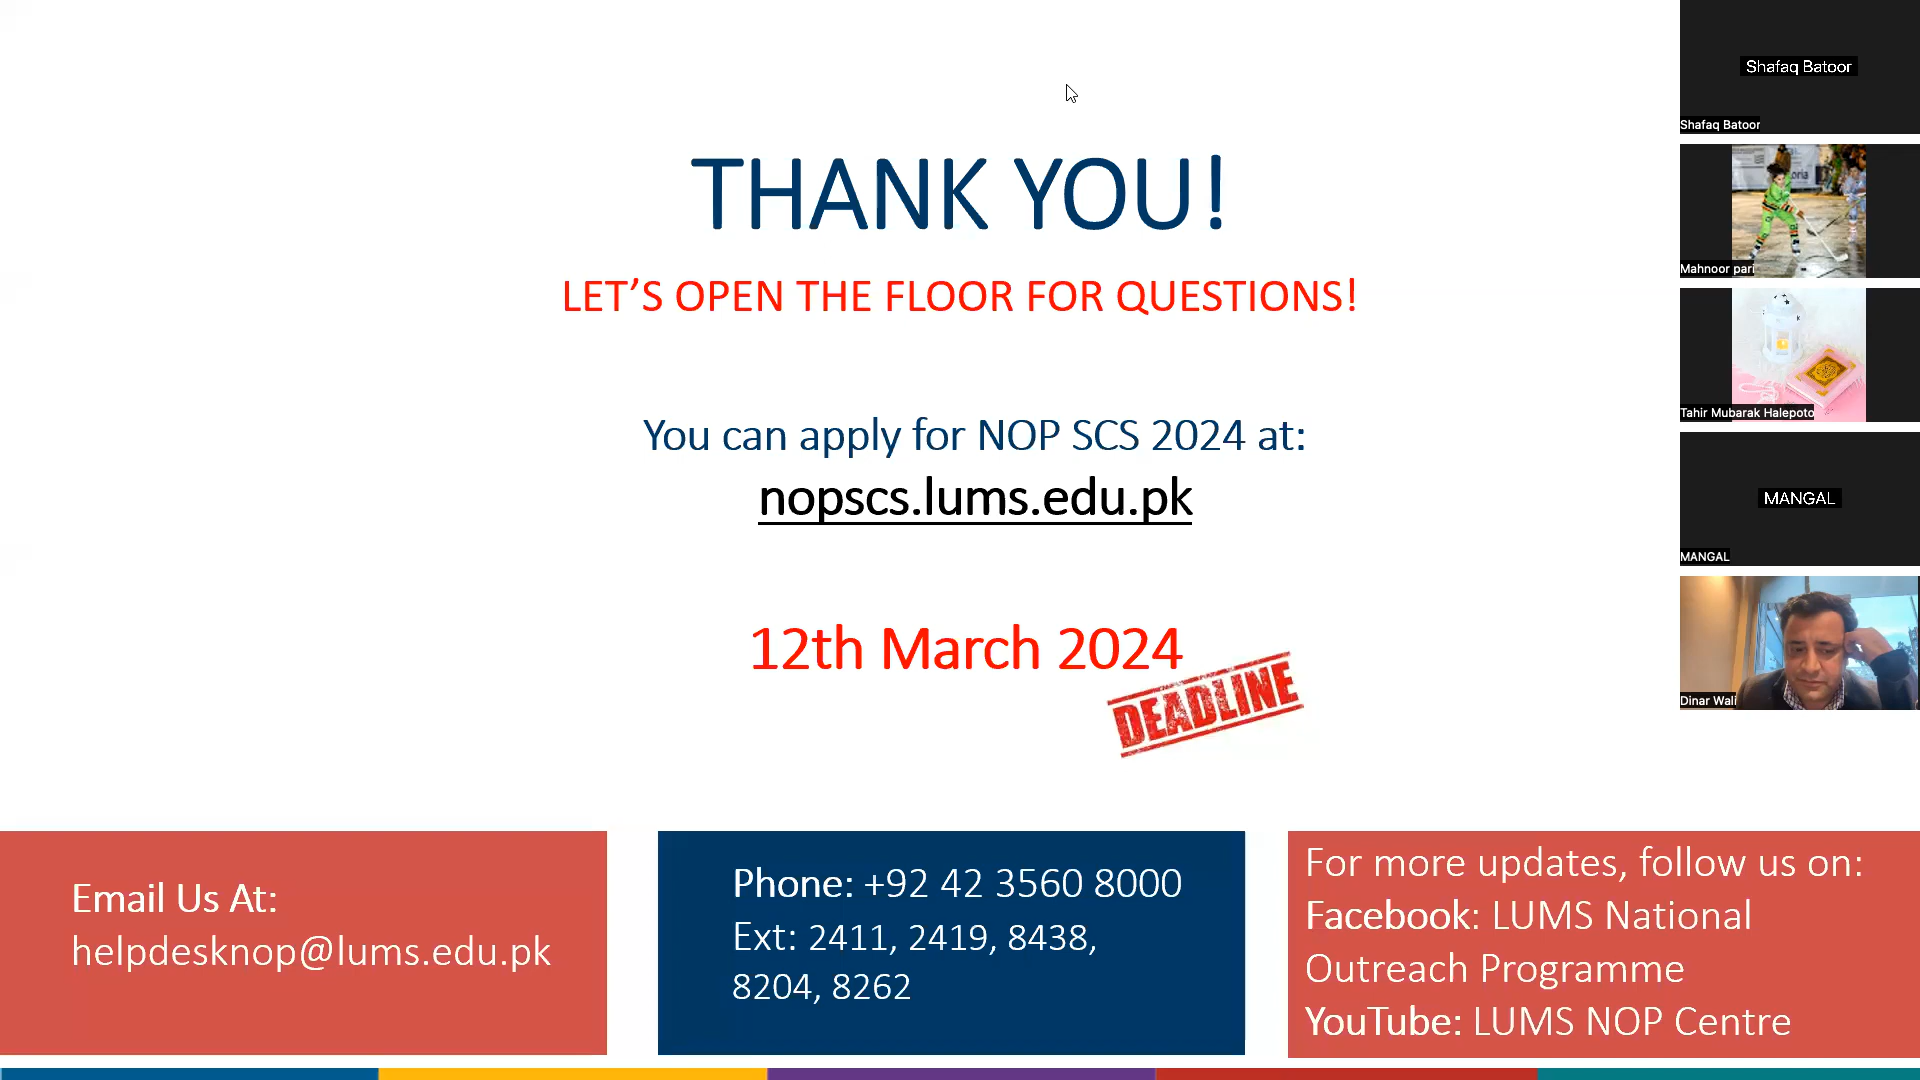 THANK YOU!
LET’S OPEN THE FLOOR FOR QUESTIONS!
You can apply for NOP SCS 2024 at:
nopscs.lums.edu.pk
12th March 2024
DEADLINE
Email Us At:
helpdesknop@lums.edu.pk
Phone: +92 42 3560 8000
Ext: 2411, 2419, 8438,
8204, 8262
For more updates, follow us on:
Facebook: LUMS National
Outreach Programme
YouTube: LUMS NOP Centre
Shafaq Batoor
Shafaq Batoor
Mahnoor pari
Tahir Mubarak Halepoto
MANGAL
MANGAL
Dinar Wali